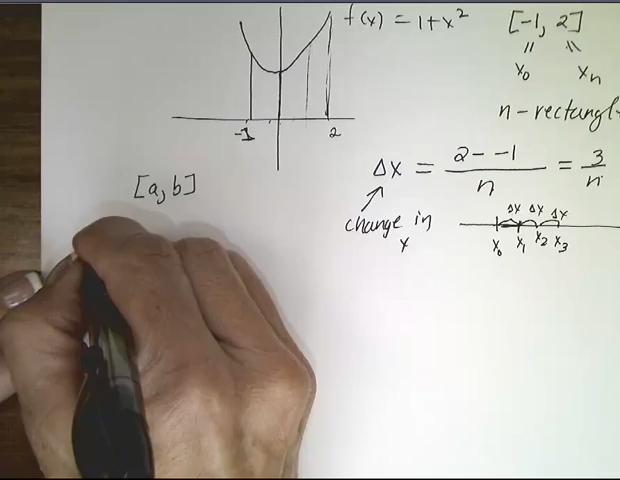 f(x) = 1+x² [-1, 2]
" "
x₀ xₙ
-1 2
n - rectangl
Δx = 2 - -1 / n = 3 / n
[a, b]
change in
x
Δx Δx Δx
x₀ x₁ x₂ x₃